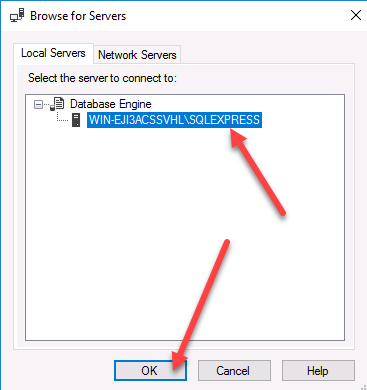 Browse for Servers
Local Servers Network Servers
Select the server to connect to:
Database Engine
WIN-EJI3ACSSVHL\SQLEXPRESS
OK Cancel Help